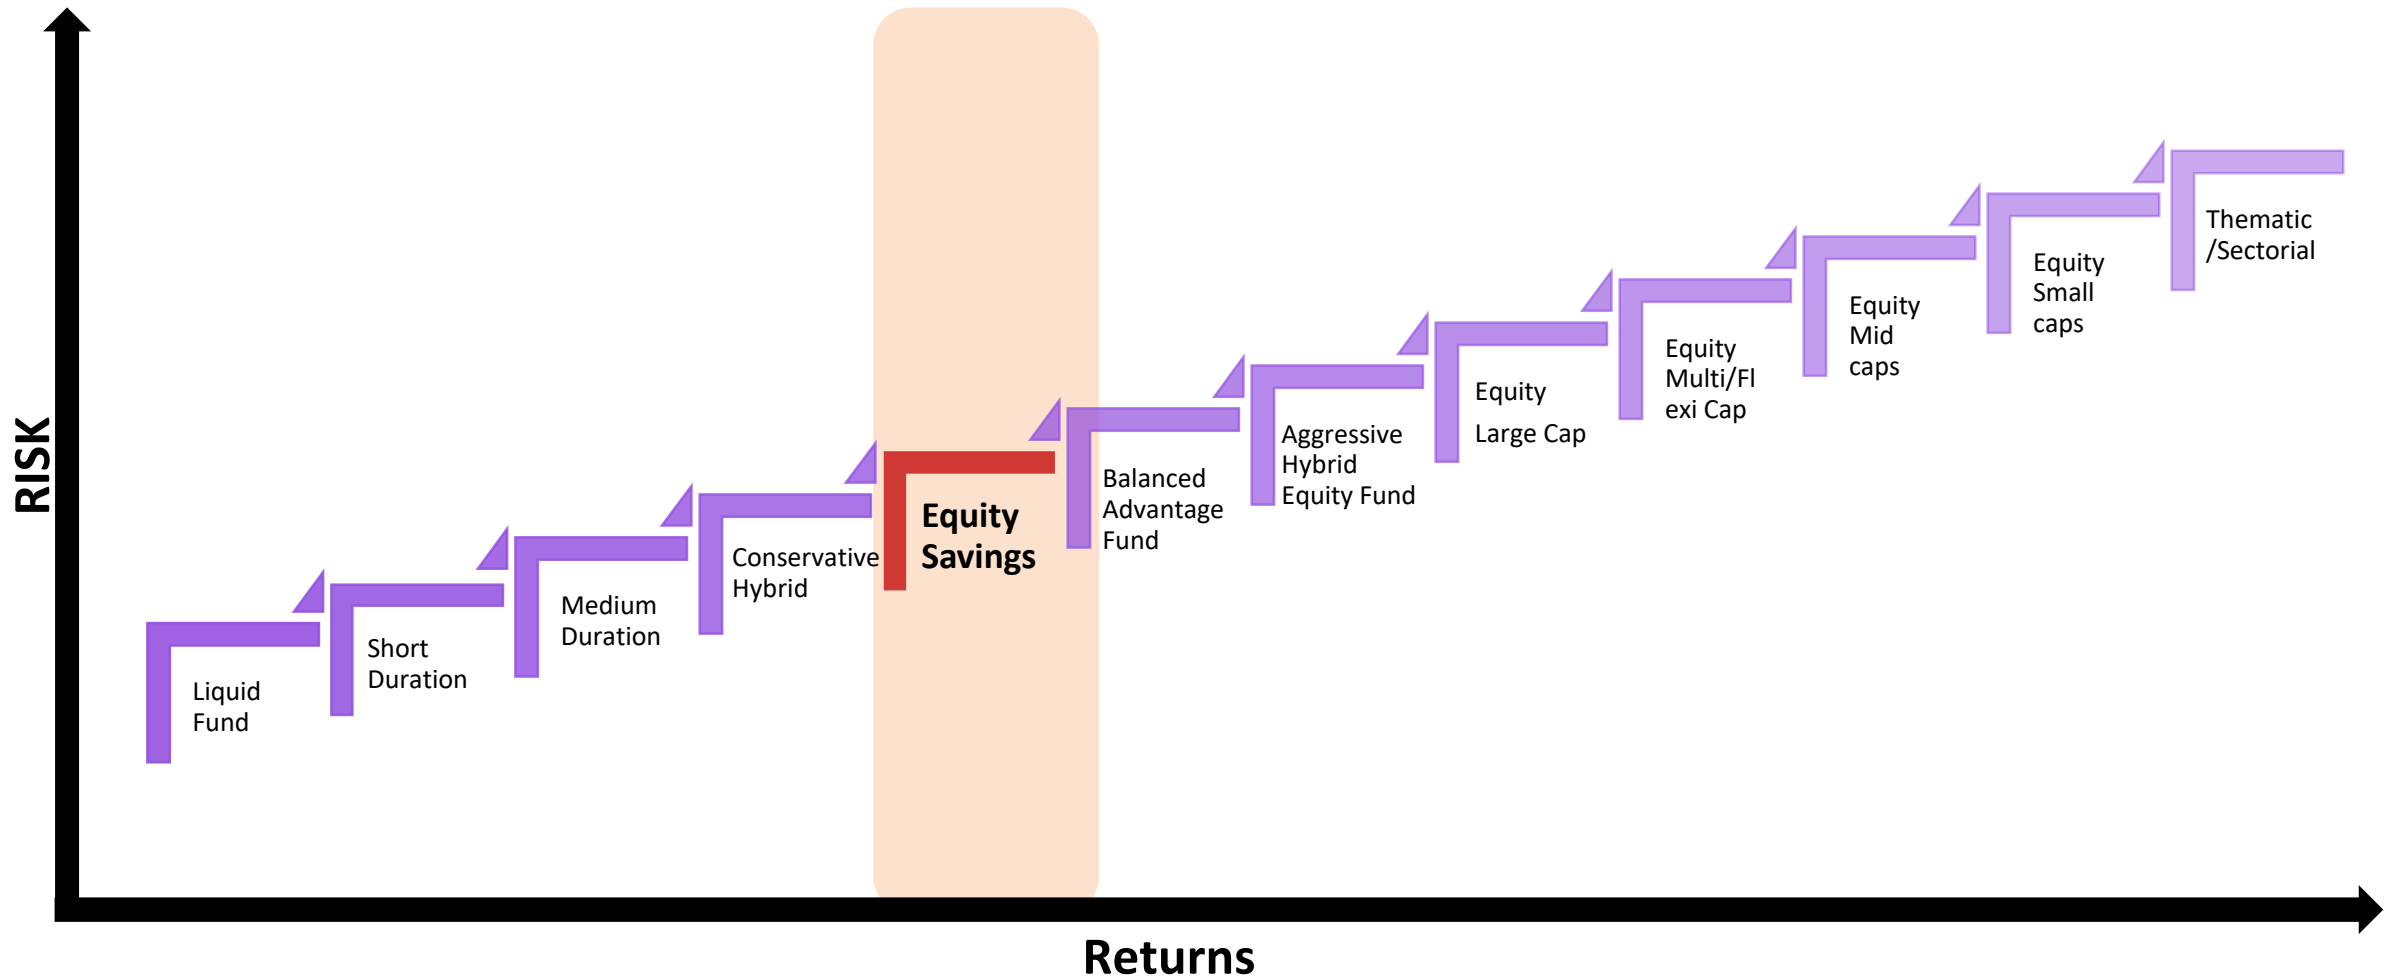 RISK
Liquid
Fund
Short
Duration
Medium
Duration
Conservative
Hybrid
Equity
Savings
Balanced
Advantage
Fund
Aggressive
Hybrid
Equity Fund
Equity
Large Cap
Equity
Multi/Fl
exi Cap
Equity
Mid
caps
Equity
Small
caps
Thematic
/Sectorial
Returns